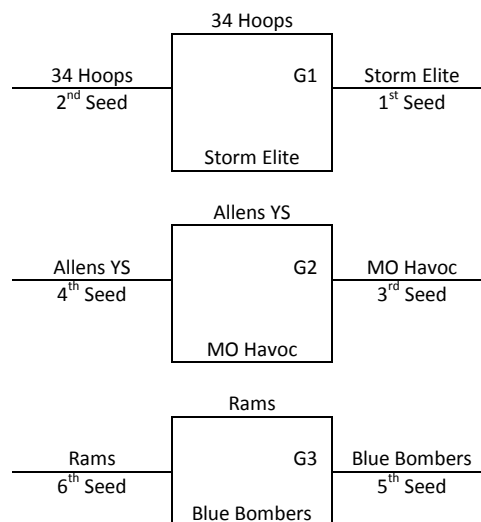 34 Hoops
34 Hoops G1 Storm Elite
2nd Seed 1st Seed
Storm Elite
Allens YS
Allens YS G2 MO Havoc
4th Seed 3rd Seed
MO Havoc
Rams
Rams G3 Blue Bombers
6th Seed 5th Seed
Blue Bombers